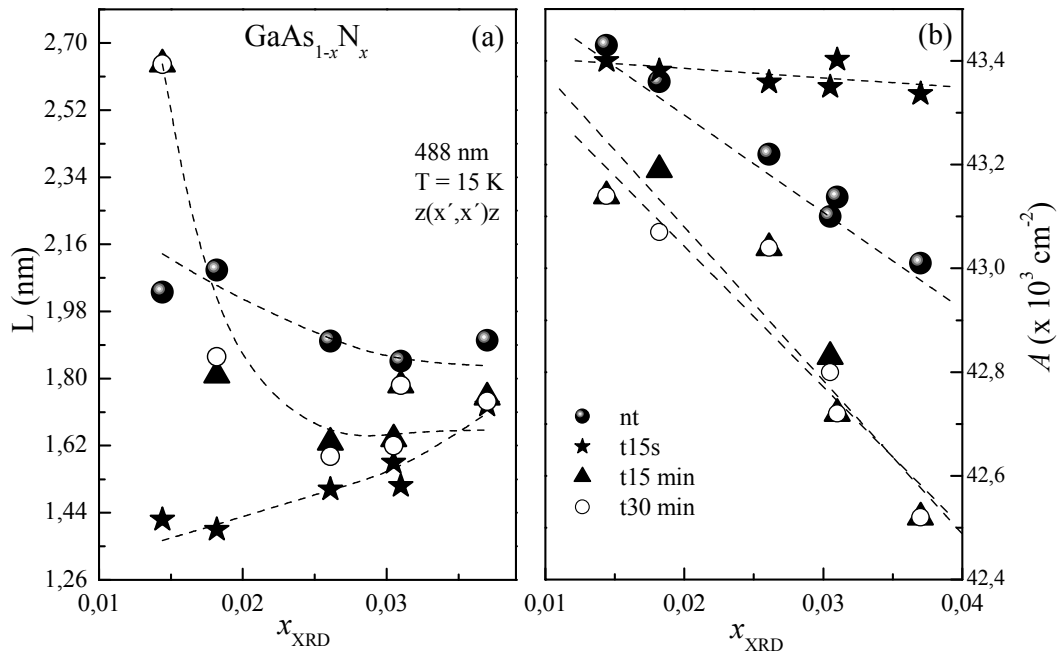 GaAs1-xNx
(a)
488 nm
T = 15 K
z(x´,x´)z
L (nm)
2,70
2,52
2,34
2,16
1,98
1,80
1,62
1,44
1,26
0,01
0,02
0,03
xXRD
(b)
nt
t15s
t15 min
t30 min
43,4
43,2
43,0
42,8
42,6
42,4
A (x 10³ cm⁻²)
0,01
0,02
0,03
0,04
xXRD